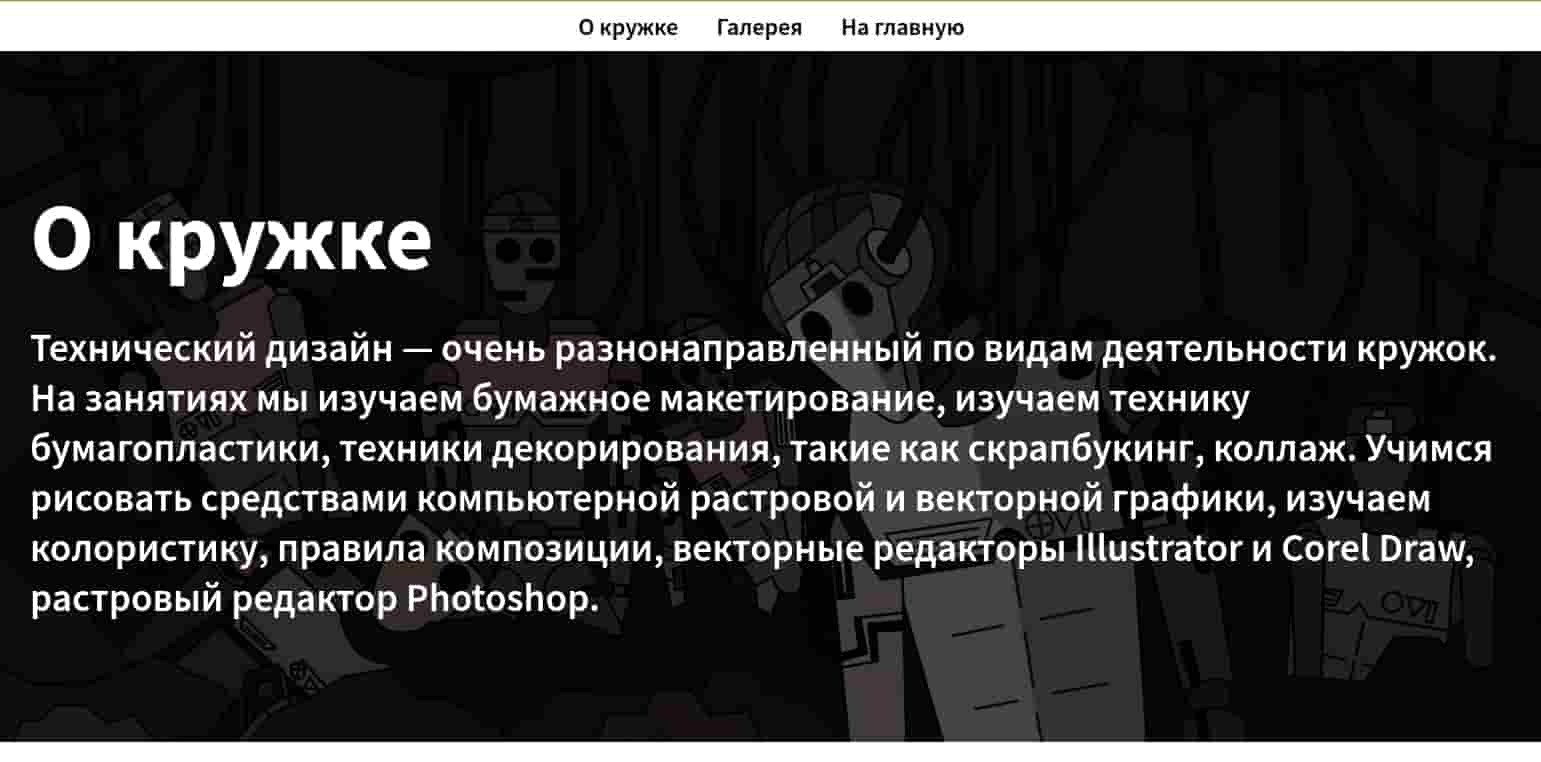 О кружке Галерея На главную
О кружке
Технический дизайн — очень разнонаправленный по видам деятельности кружок.
На занятиях мы изучаем бумажное макетирование, изучаем технику
бумагопластики, техники декорирования, такие как скрапбукинг, коллаж. Учимся
рисовать средствами компьютерной растровой и векторной графики, изучаем
колористику, правила композиции, векторные редакторы Illustrator и Corel Draw,
растровый редактор Photoshop.